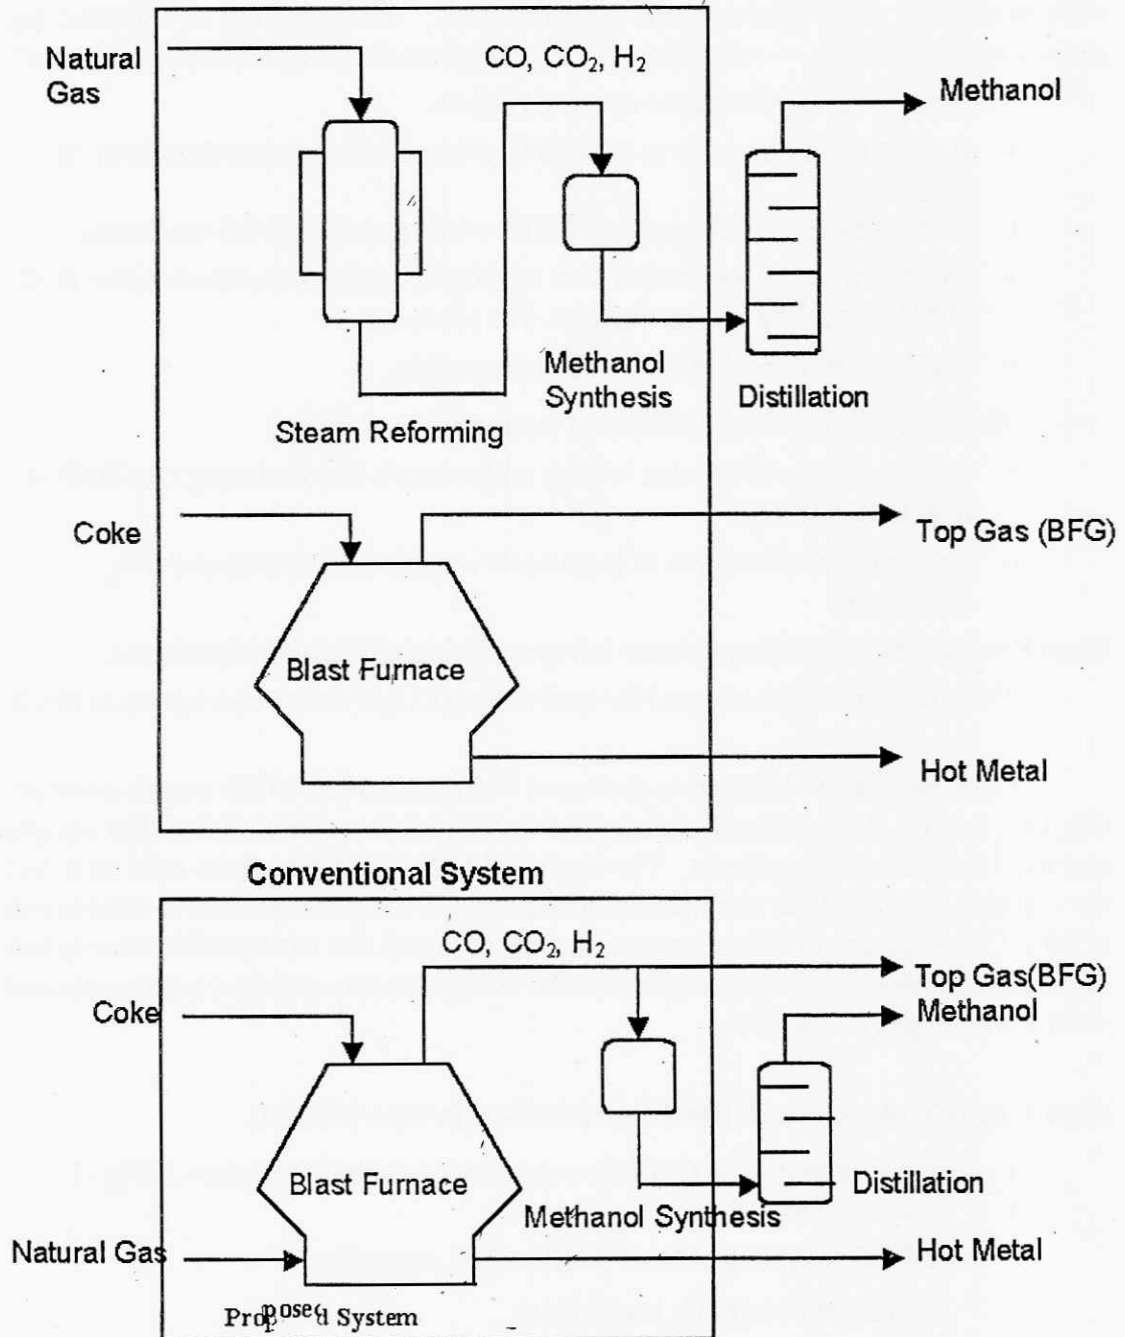 Natural
Gas
CO, CO₂, H₂
Methanol
Methanol
Synthesis
Distillation
Steam Reforming
Coke
Top Gas (BFG)
Blast Furnace
Hot Metal
Conventional System
CO, CO₂, H₂
Top Gas(BFG)
Coke
Methanol
Blast Furnace
Distillation
Methanol Synthesis
Natural Gas
Hot Metal
Proposed System